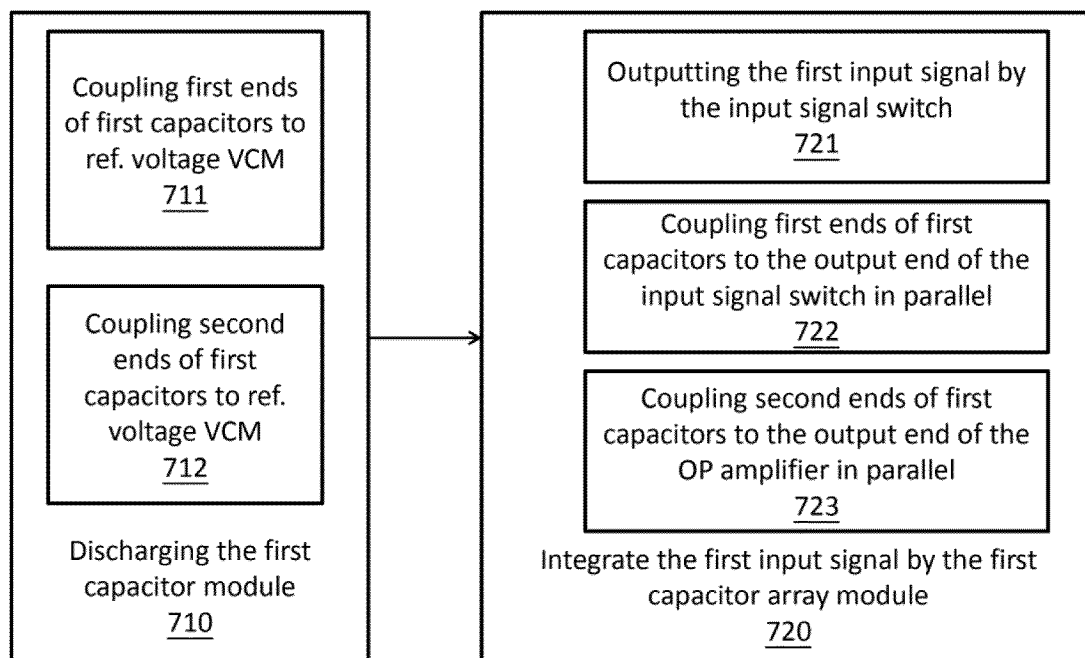 Coupling first ends
of first capacitors to
ref. voltage VCM
711
Coupling second
ends of first
capacitors to ref.
voltage VCM
712
Discharging the first
capacitor module
710
Outputting the first input signal by
the input signal switch
721
Coupling first ends of first
capacitors to the output end of the
input signal switch in parallel
722
Coupling second ends of first
capacitors to the output end of the
OP amplifier in parallel
723
Integrate the first input signal by the first
capacitor array module
720